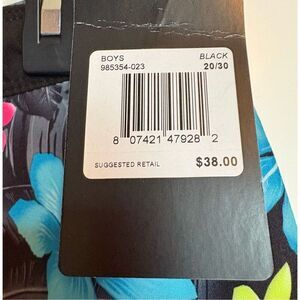 BOYS BLACK
985354-023 20/30
8 07421 47928 2
SUGGESTED RETAIL $38.00